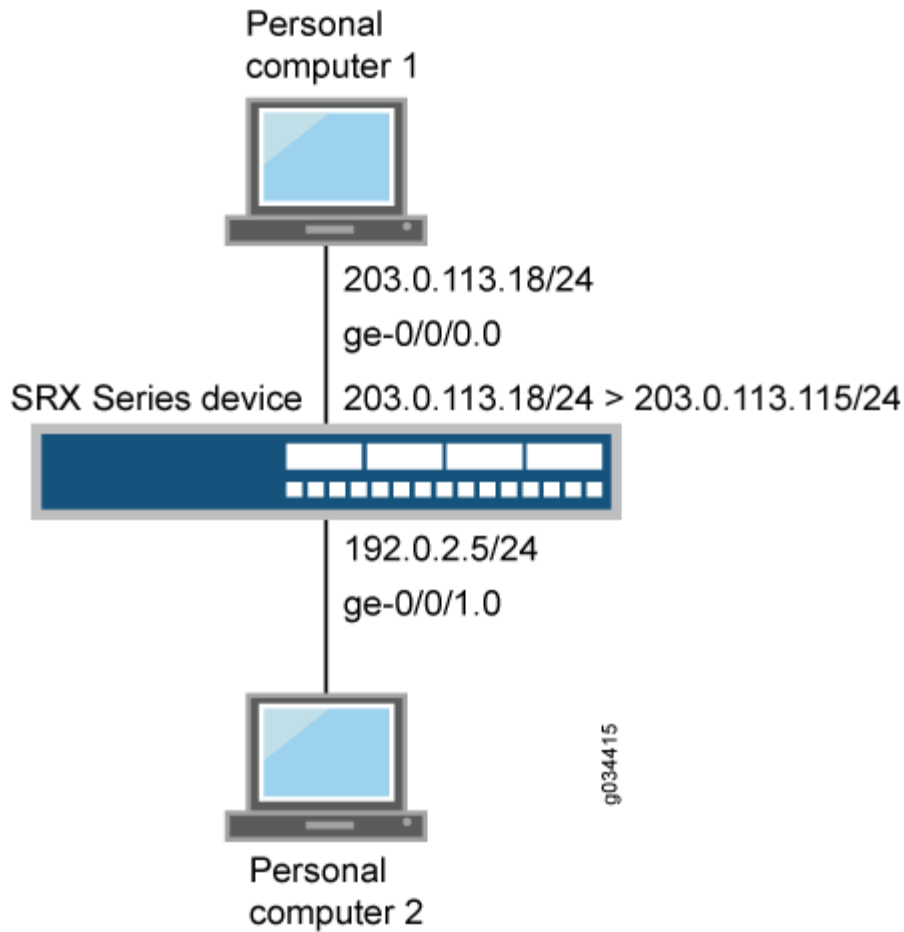 Personal
computer 1
203.0.113.18/24
ge-0/0/0.0
SRX Series device
203.0.113.18/24 > 203.0.113.115/24
192.0.2.5/24
ge-0/0/1.0
g034415
Personal
computer 2